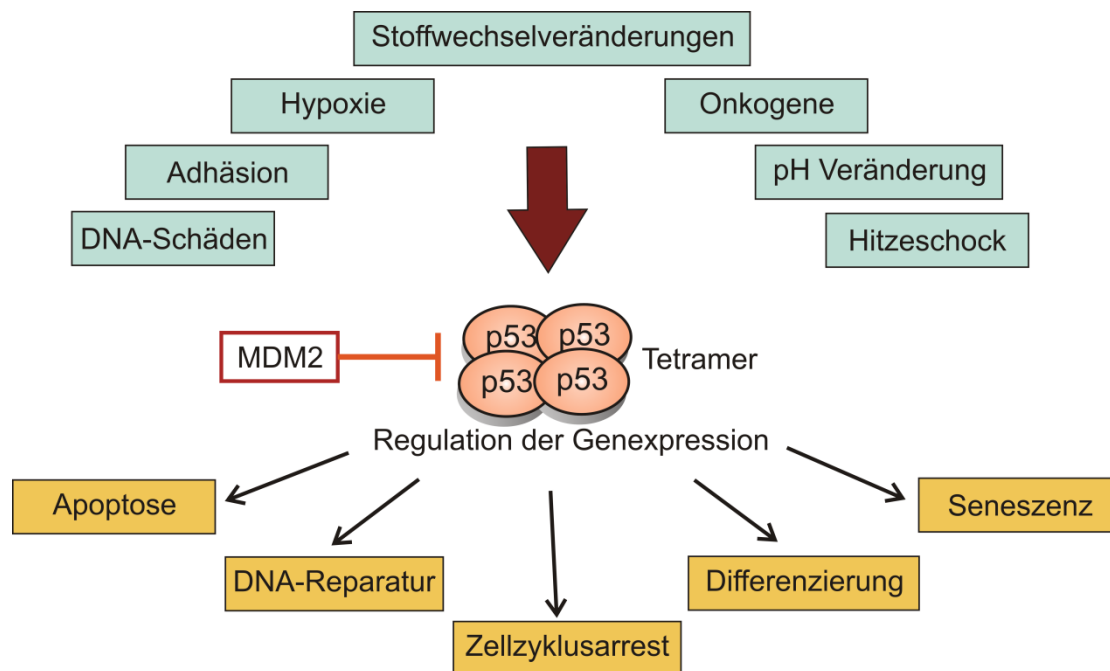 Stoffwechselveränderungen
Hypoxie
Onkogene
Adhäsion
pH Veränderung
DNA-Schäden
Hitzeschock
p53
p53
MDM2
Tetramer
p53
p53
Regulation der Genexpression
Apoptose
Seneszenz
DNA-Reparatur
Differenzierung
Zellzyklusarrest